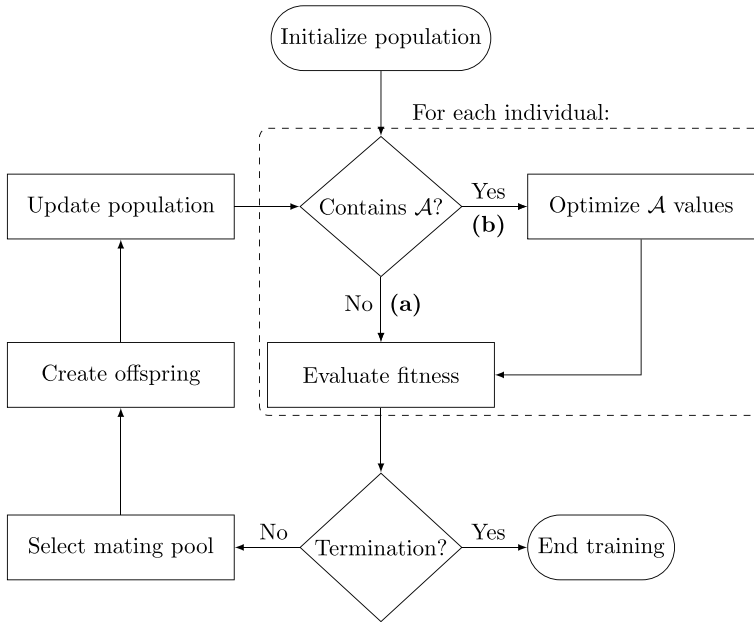 Initialize population
For each individual:
Update population
Contains 𝒜?
Yes
(b)
Optimize 𝒜 values
No (a)
Create offspring
Evaluate fitness
Select mating pool
No
Termination?
Yes
End training